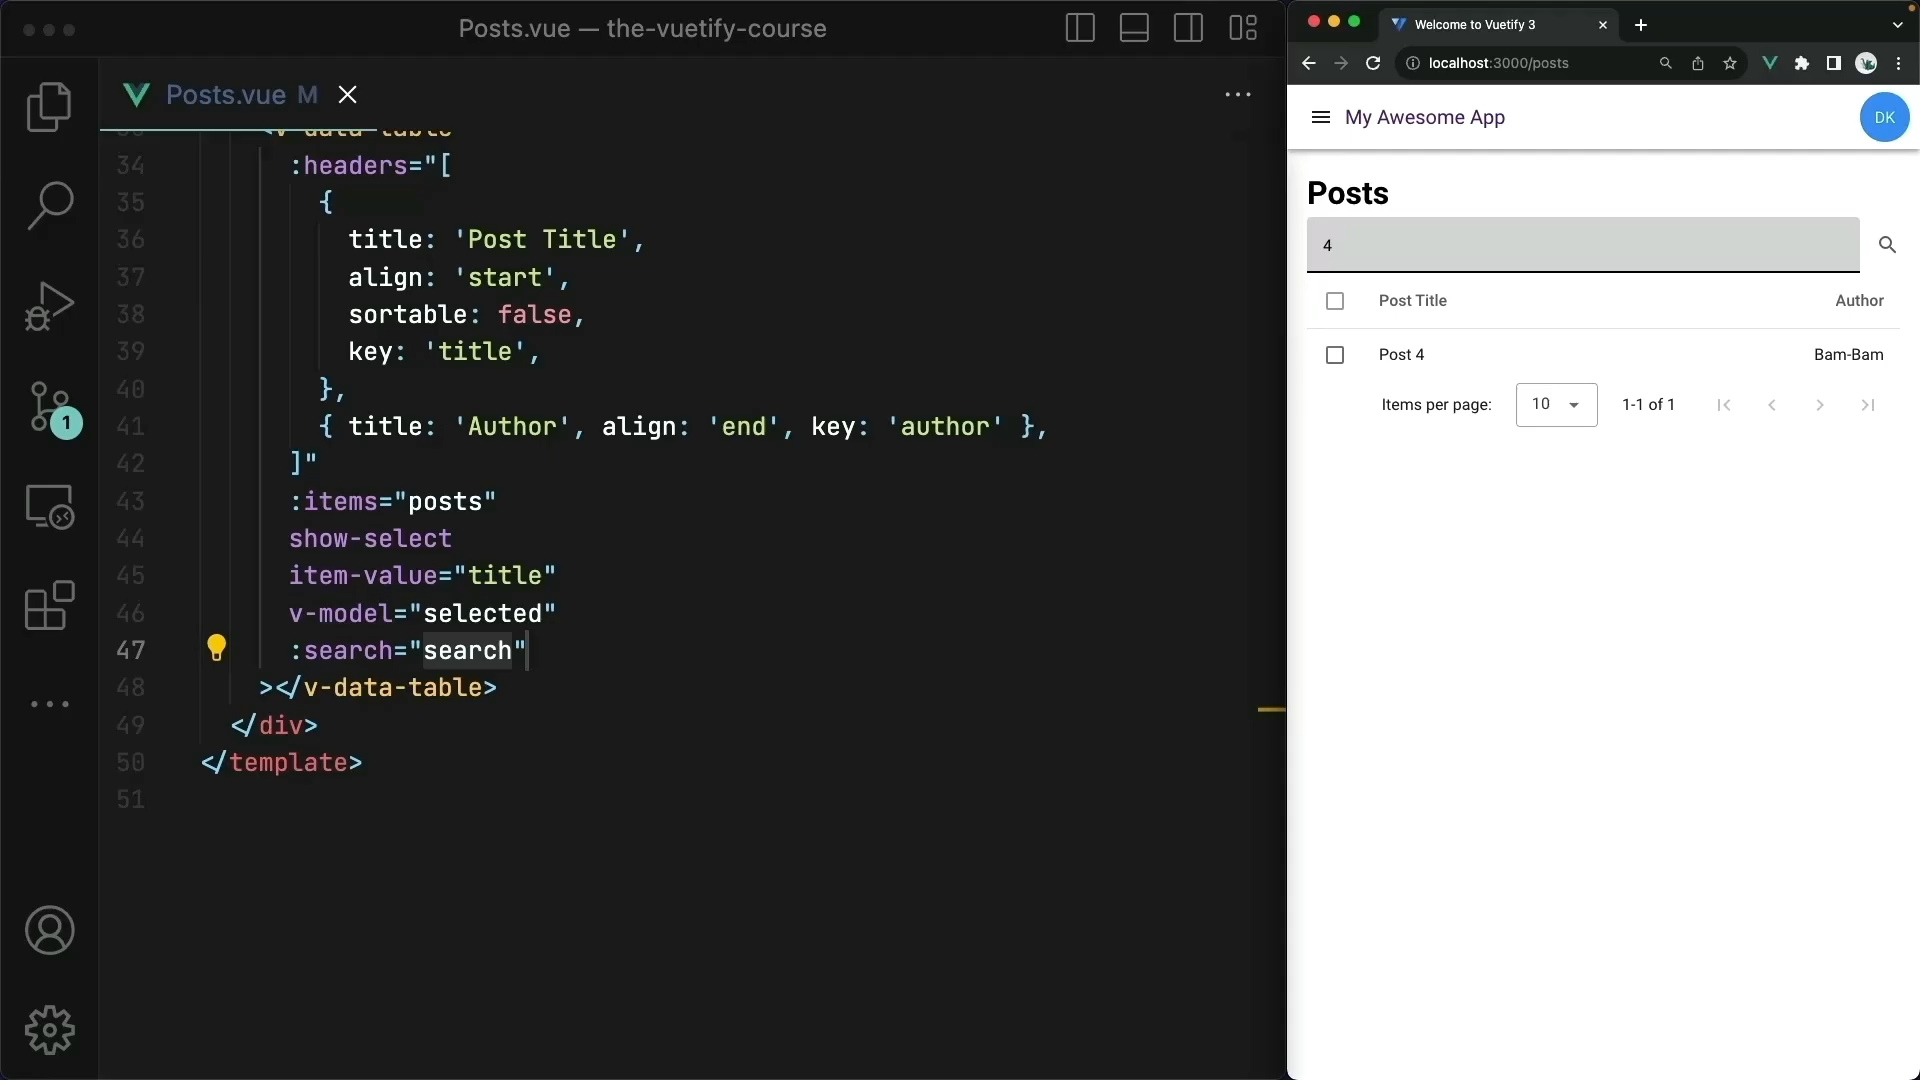 Posts.vue — the-vuetify-course
Posts.vue M
33 <v-data-table
34 :headers="[
35 {
36 title: 'Post Title',
37 align: 'start',
38 sortable: false,
39 key: 'title',
40 },
41 { title: 'Author', align: 'end', key: 'author' },
42 ]"
43 :items="posts"
44 show-select
45 item-value="title"
46 v-model="selected"
47 :search="search"
48 ></v-data-table>
49 </div>
50 </template>
51
1
Welcome to Vuetify 3
localhost:3000/posts
My Awesome App
DK
Posts
4
Post Title Author
Post 4 Bam-Bam
Items per page: 10 1-1 of 1